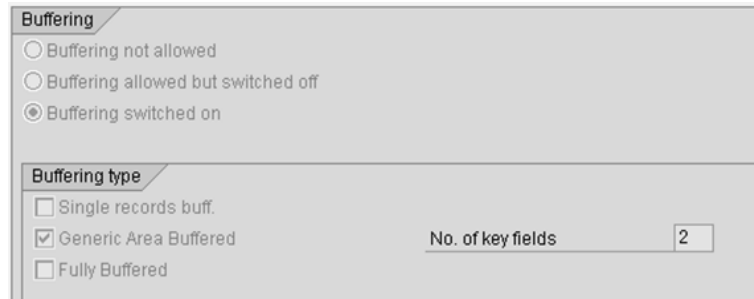 Buffering
Buffering not allowed
Buffering allowed but switched off
Buffering switched on
Buffering type
Single records buff.
Generic Area Buffered No. of key fields 2
Fully Buffered